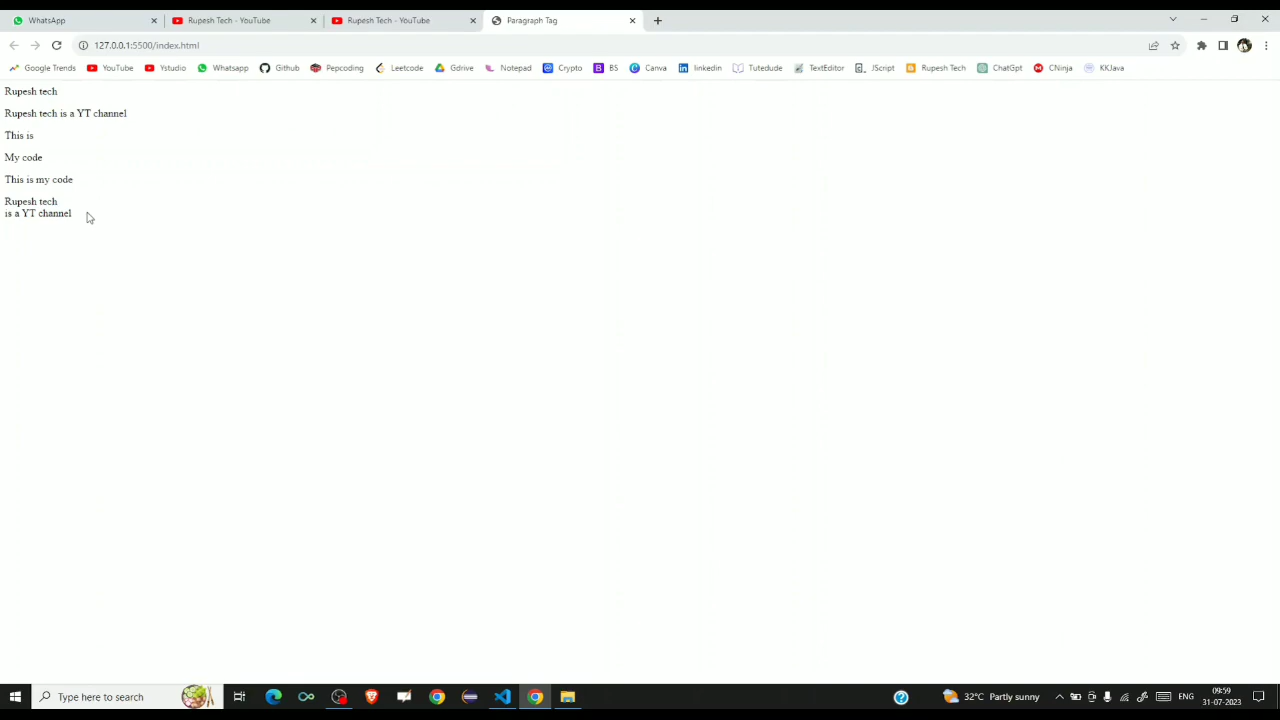 WhatsApp
Rupesh Tech - YouTube
Rupesh Tech - YouTube
Paragraph Tag
127.0.0.1:5500/index.html
Google Trends YouTube Ystudio Whatsapp Github Pepcoding Leetcode Gdrive Notepad Crypto BS Canva linkedin Tutedude TextEditor JScript Rupesh Tech ChatGpt CNinja KKJava
Rupesh tech
Rupesh tech is a YT channel
This is
My code
This is my code
Rupesh tech
is a YT channel
Type here to search
32°C Partly sunny
ENG
09:59
31-07-2023